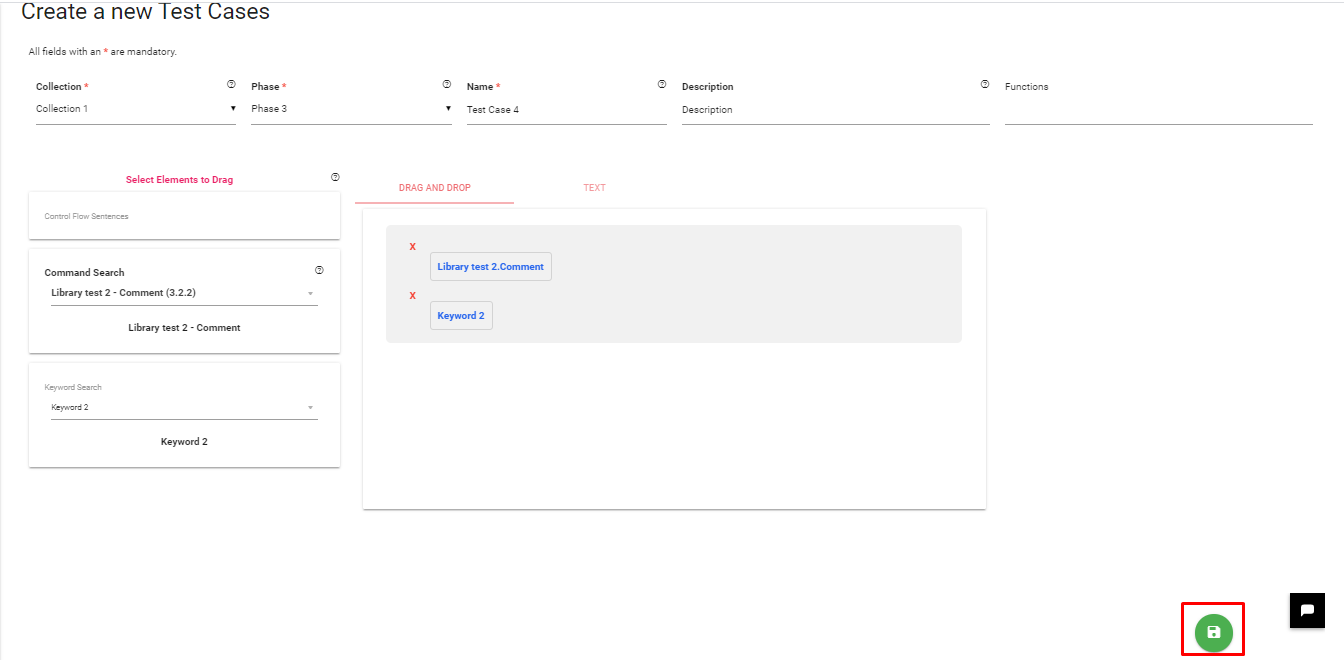 Create a new Test Cases
All fields with an * are mandatory.
Collection * Phase * Name * Description Functions
Collection 1 Phase 3 Test Case 4 Description
Select Elements to Drag
DRAG AND DROP TEXT
Control Flow Sentences
X
Library test 2.Comment
Command Search
Library test 2 - Comment (3.2.2)
X
Keyword 2
Library test 2 - Comment
Keyword Search
Keyword 2
Keyword 2